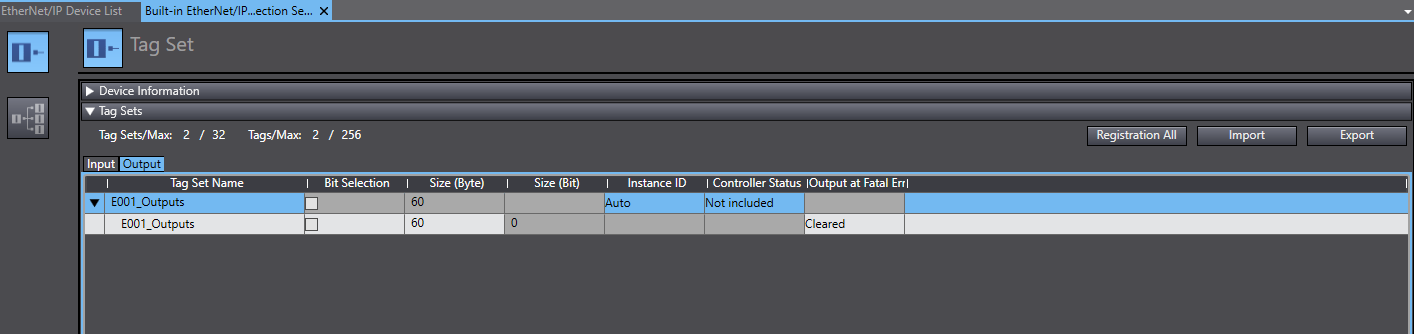 EtherNet/IP Device List Built-in EtherNet/IP...ection Se... ✕
Tag Set
Device Information
Tag Sets
Tag Sets/Max: 2 / 32 Tags/Max: 2 / 256 Registration All Import Export
Input Output
Tag Set Name Bit Selection Size (Byte) Size (Bit) Instance ID Controller Status Output at Fatal Err
E001_Outputs 60 Auto Not included
E001_Outputs 60 0 Cleared